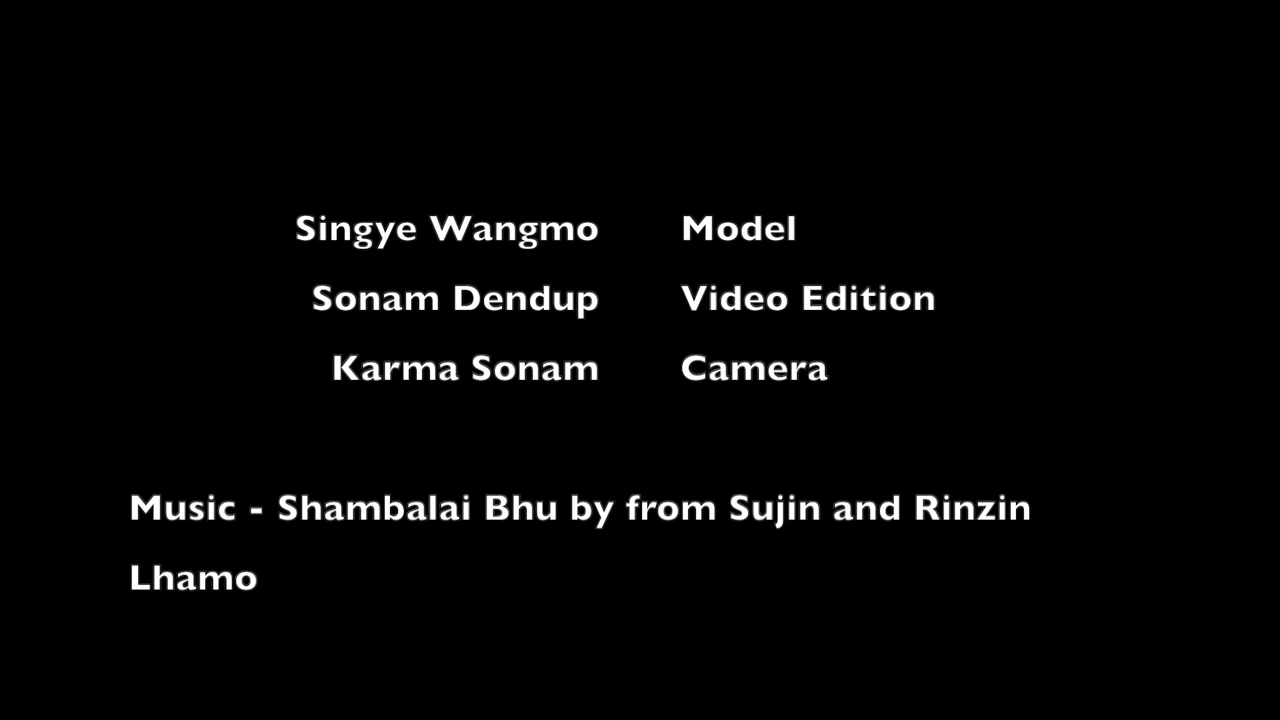 Singye Wangmo Model
Sonam Dendup Video Edition
Karma Sonam Camera
Music - Shambalai Bhu by from Sujin and Rinzin
Lhamo